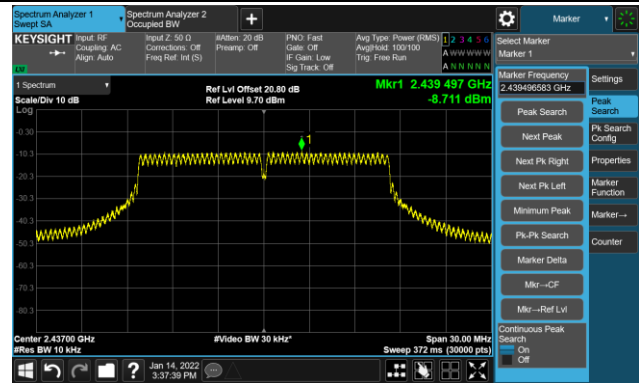 Spectrum Analyzer 1
Swept SA
Spectrum Analyzer 2
Occupied BW
Marker
KEYSIGHT
Input: RF
Coupling: AC
Align: Auto
Input Z: 50 Ω
Corrections: Off
Freq Ref: Int (S)
#Atten: 20 dB
Preamp: Off
PNO: Fast
Gate: Off
IF Gain: Low
Sig Track: Off
Avg Type: Power (RMS)
Avg|Hold: 100/100
Trig: Free Run
1 2 3 4 5 6
A W W W W W
A N N N N N
Select Marker
Marker 1
1 Spectrum
Scale/Div 10 dB
Log
Ref Lvl Offset 20.80 dB
Ref Level 9.70 dBm
Mkr1 2.439 497 GHz
-8.711 dBm
-0.30
-10.3
-20.3
-30.3
-40.3
-50.3
-60.3
-70.3
-80.3
1
Center 2.43700 GHz
#Res BW 10 kHz
#Video BW 30 kHz*
Span 30.00 MHz
Sweep 372 ms (30000 pts)
Marker Frequency
2.439496583 GHz
Peak Search
Next Peak
Next Pk Right
Next Pk Left
Minimum Peak
Pk-Pk Search
Marker Delta
Mkr→CF
Mkr→Ref Lvl
Continuous Peak
Search
On
Off
Settings
Peak
Search
Pk Search
Config
Properties
Marker
Function
Marker→
Counter
Jan 14, 2022
3:37:39 PM